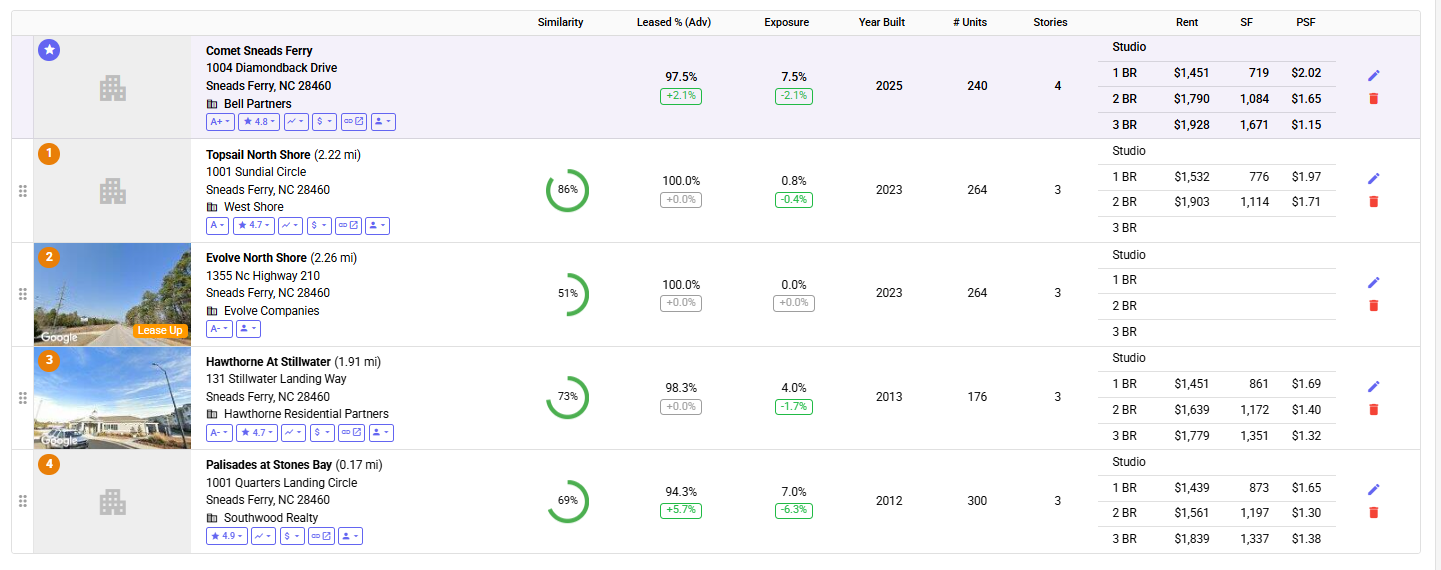 Similarity Leased % (Adv) Exposure Year Built # Units Stories Rent SF PSF
Comet Sneads Ferry
1004 Diamondback Drive
Sneads Ferry, NC 28460
Bell Partners
A+ 4.8 $
97.5%
+2.1%
7.5%
-2.1%
2025 240 4
Studio
1 BR $1,451 719 $2.02
2 BR $1,790 1,084 $1.65
3 BR $1,928 1,671 $1.15
1
Topsail North Shore (2.22 mi)
1001 Sundial Circle
Sneads Ferry, NC 28460
West Shore
A 4.7 $
86%
100.0%
+0.0%
0.8%
-0.4%
2023 264 3
Studio
1 BR $1,532 776 $1.97
2 BR $1,903 1,114 $1.71
3 BR
2
Google
Lease Up
Evolve North Shore (2.26 mi)
1355 Nc Highway 210
Sneads Ferry, NC 28460
Evolve Companies
A-
51%
100.0%
+0.0%
0.0%
+0.0%
2023 264 3
Studio
1 BR
2 BR
3 BR
3
Google
Hawthorne At Stillwater (1.91 mi)
131 Stillwater Landing Way
Sneads Ferry, NC 28460
Hawthorne Residential Partners
A- 4.7 $
73%
98.3%
+0.0%
4.0%
-1.7%
2013 176 3
Studio
1 BR $1,451 861 $1.69
2 BR $1,639 1,172 $1.40
3 BR $1,779 1,351 $1.32
4
Palisades at Stones Bay (0.17 mi)
1001 Quarters Landing Circle
Sneads Ferry, NC 28460
Southwood Realty
4.9 $
69%
94.3%
+5.7%
7.0%
-6.3%
2012 300 3
Studio
1 BR $1,439 873 $1.65
2 BR $1,561 1,197 $1.30
3 BR $1,839 1,337 $1.38